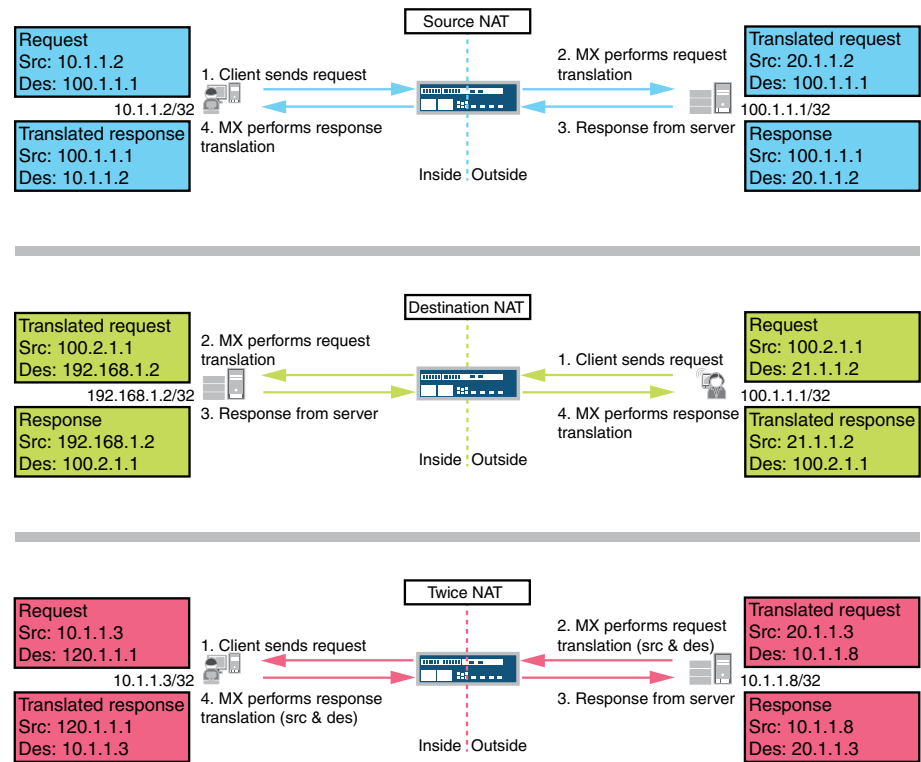 Source NAT
Request
Src: 10.1.1.2
Des: 100.1.1.1
1. Client sends request
2. MX performs request
translation
Translated request
Src: 20.1.1.2
Des: 100.1.1.1
10.1.1.2/32
100.1.1.1/32
Translated response
Src: 100.1.1.1
Des: 10.1.1.2
4. MX performs response
translation
3. Response from server
Response
Src: 100.1.1.1
Des: 20.1.1.2
Inside Outside
Destination NAT
Translated request
Src: 100.2.1.1
Des: 192.168.1.2
2. MX performs request
translation
1. Client sends request
Request
Src: 100.2.1.1
Des: 21.1.1.2
192.168.1.2/32
100.1.1.1/32
Response
Src: 192.168.1.2
Des: 100.2.1.1
3. Response from server
4. MX performs response
translation
Translated response
Src: 21.1.1.2
Des: 100.2.1.1
Inside Outside
Twice NAT
Request
Src: 10.1.1.3
Des: 120.1.1.1
1. Client sends request
2. MX performs request
translation (src & des)
Translated request
Src: 20.1.1.3
Des: 10.1.1.8
10.1.1.3/32
10.1.1.8/32
Translated response
Src: 120.1.1.1
Des: 10.1.1.3
4. MX performs response
translation (src & des)
3. Response from server
Response
Src: 10.1.1.8
Des: 20.1.1.3
Inside Outside